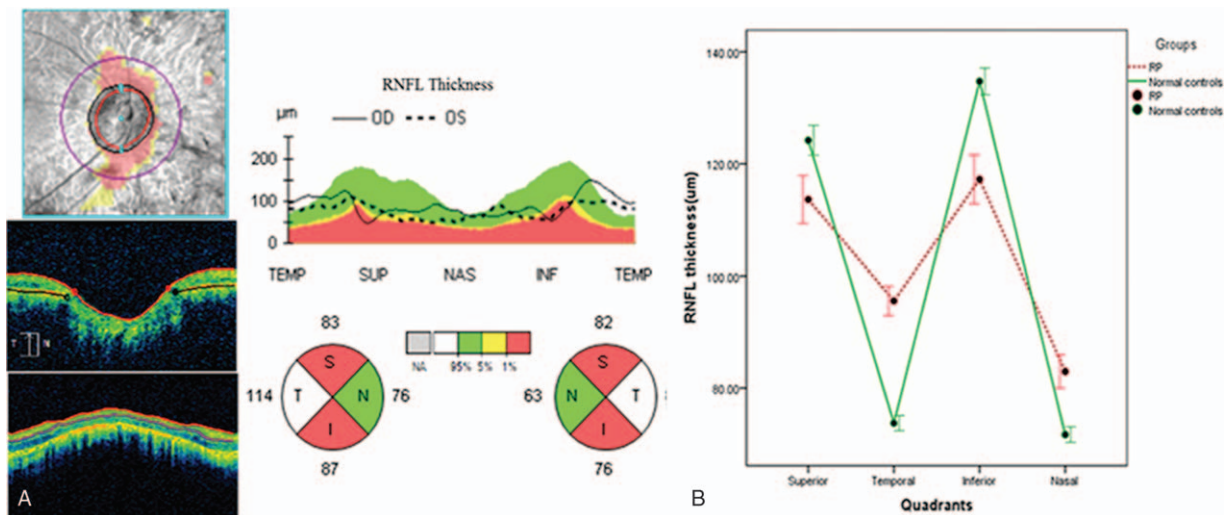 RNFL Thickness
µm
OD OS
200
100
0
TEMP SUP NAS INF TEMP
83
S
114 T N 76
I
87
NA 95% 5% 1%
82
S
63 N T
I
76
T N
A
B
140.00
120.00
100.00
80.00
RNFL thickness(um)
Superior Temporal Inferior Nasal
Quadrants
Groups
RP
Normal controls
RP
Normal controls